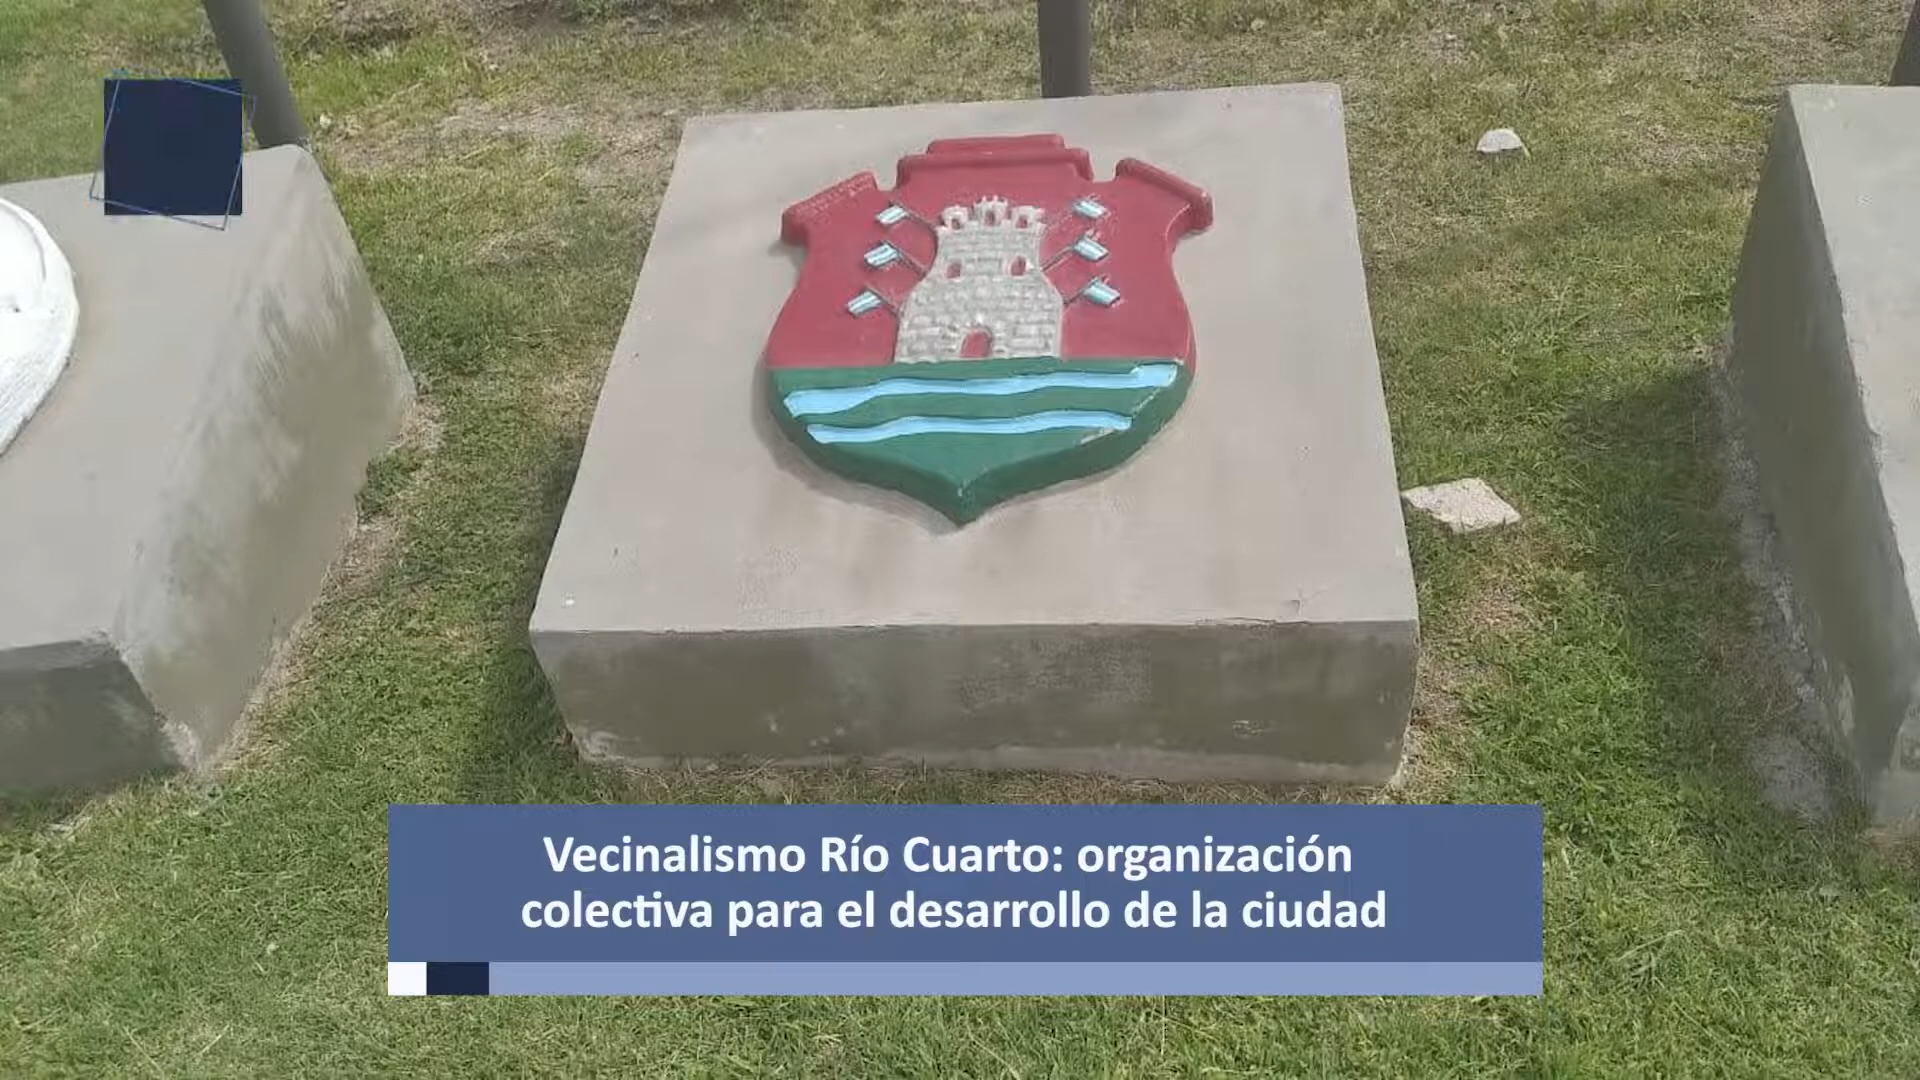 Vecinalismo Río Cuarto: organización
colectiva para el desarrollo de la ciudad